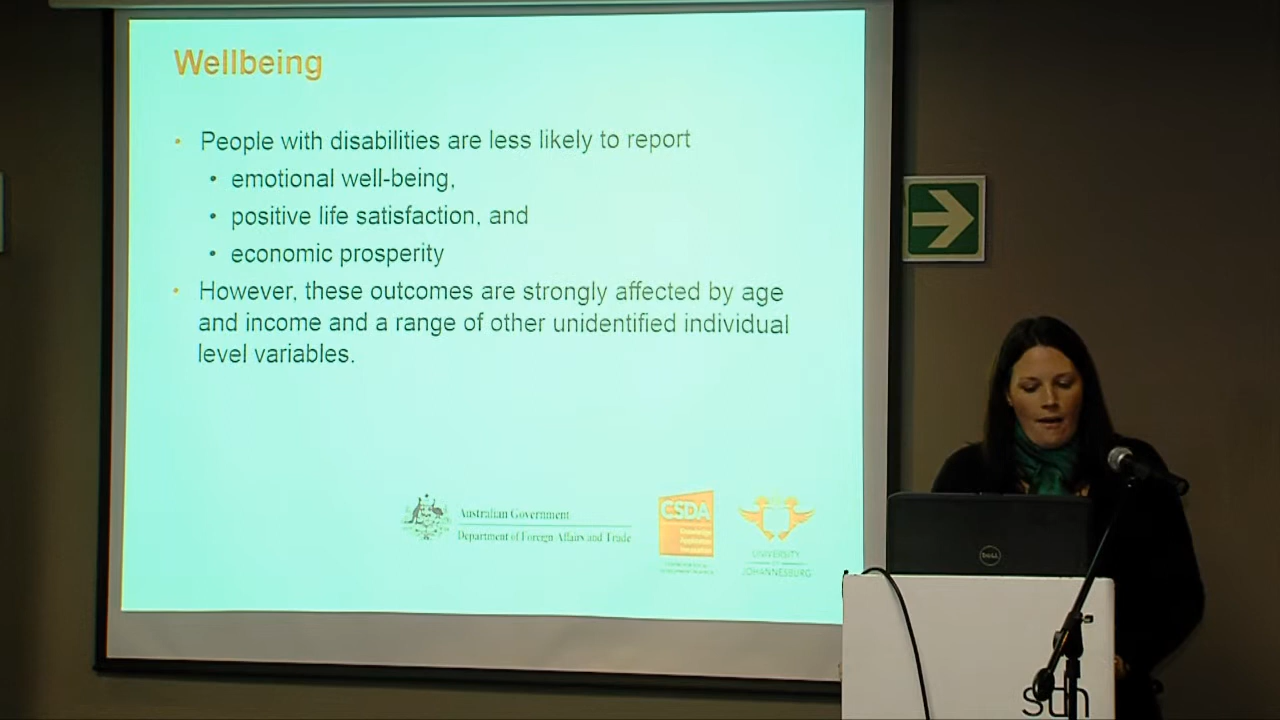 Wellbeing
• People with disabilities are less likely to report
• emotional well-being,
• positive life satisfaction, and
• economic prosperity
• However, these outcomes are strongly affected by age
and income and a range of other unidentified individual
level variables.
Australian Government
Department of Foreign Affairs and Trade
CSDA
UNIVERSITY
OF
JOHANNESBURG
DELL